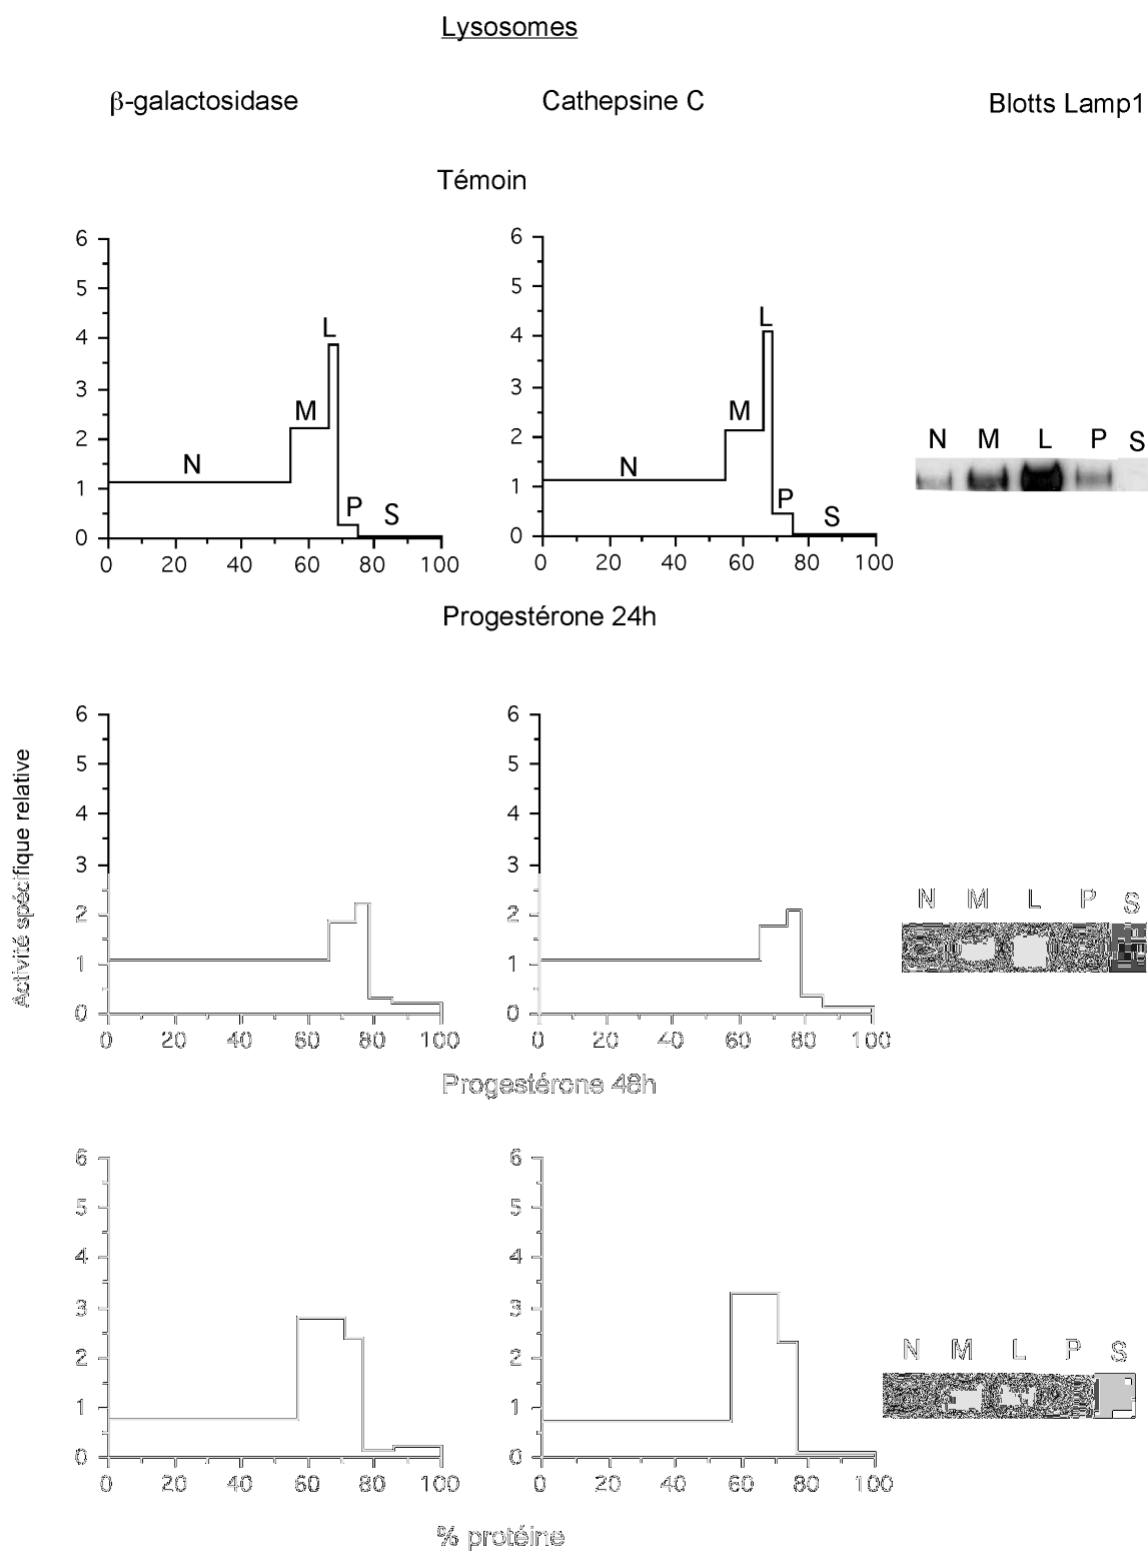 Lysosomes
β-galactosidase Cathepsine C Blotts Lamp1
Témoin
6 6
5 5
L L
4 4
3 3
M M
2 2
N M L P S
N N
1 1
P S P S
0 0
0 20 40 60 80 100 0 20 40 60 80 100
Progestérone 24h
Activité spécifique relative
6 6
5 5
4 4
3 3
N M L P S
2 2
1 1
0 0
0 20 40 60 80 100 0 20 40 60 80 100
Progestérone 48h
6 6
5 5
4 4
3 3
N M L P S
2 2
1 1
0 0
0 20 40 60 80 100 0 20 40 60 80 100
% protéine